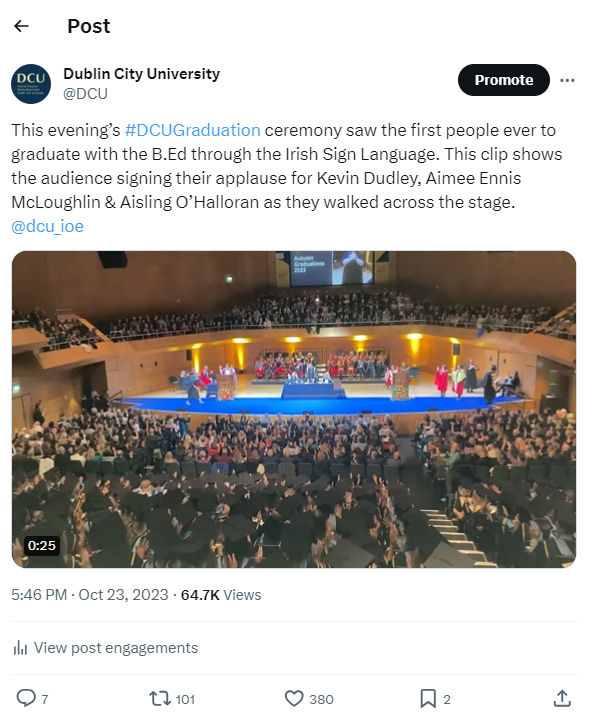 Post
DCU
Dublin City University
@DCU
Promote
This evening’s #DCUGraduation ceremony saw the first people ever to
graduate with the B.Ed through the Irish Sign Language. This clip shows
the audience signing their applause for Kevin Dudley, Aimee Ennis
McLoughlin & Aisling O’Halloran as they walked across the stage.
@dcu_ioe
Autumn
Graduations
2023
0:25
5:46 PM · Oct 23, 2023 · 64.7K Views
View post engagements
7 101 380 2